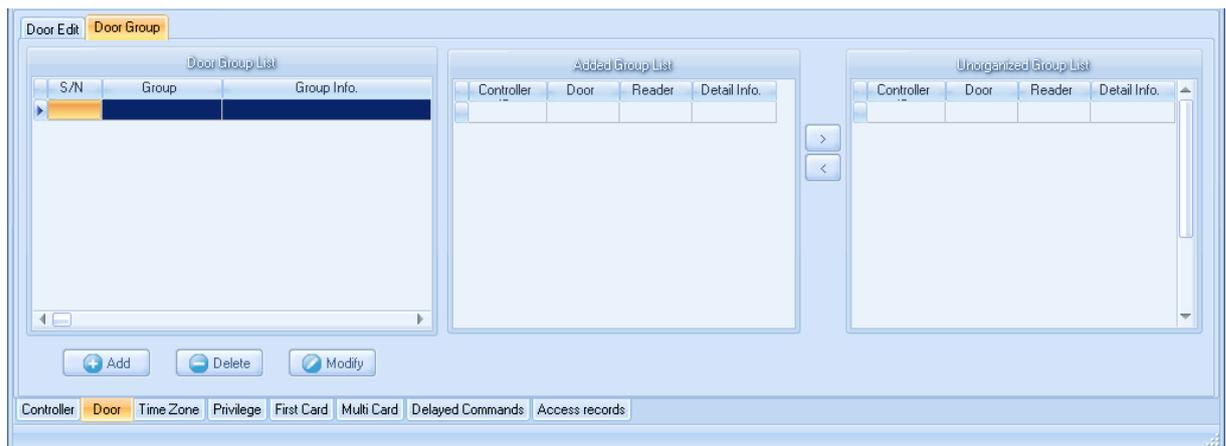 Door Edit Door Group
Door Group List
S/N Group Group Info.
Added Group List
Controller Door Reader Detail Info.
Unorganized Group List
Controller Door Reader Detail Info.
>
<
Add Delete Modify
Controller Door Time Zone Privilege First Card Multi Card Delayed Commands Access records